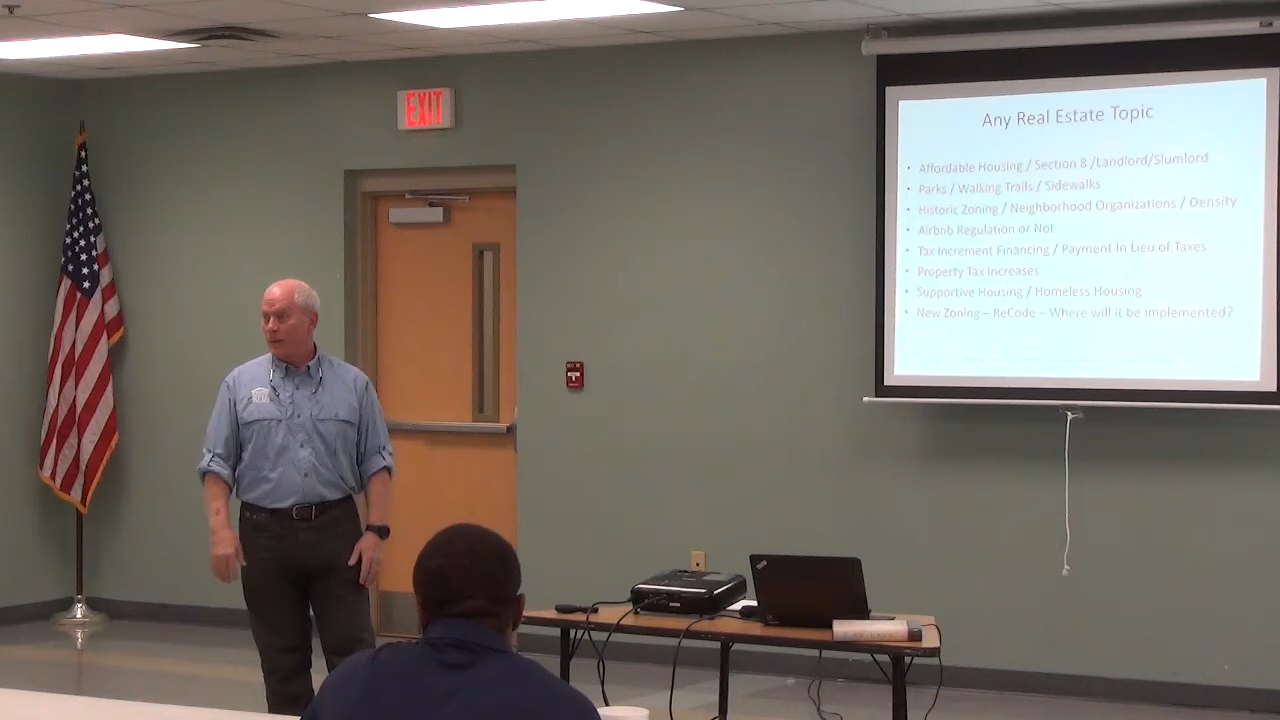 EXIT
Any Real Estate Topic
• Affordable Housing / Section 8 /Landlord/Slumlord
• Parks / Walking Trails / Sidewalks
• Historic Zoning / Neighborhood Organizations / Density
• Airbnb Regulation or Not
• Tax Increment Financing / Payment In Lieu of Taxes
• Property Tax Increases
• Supportive Housing / Homeless Housing
• New Zoning – ReCode – Where will it be implemented?